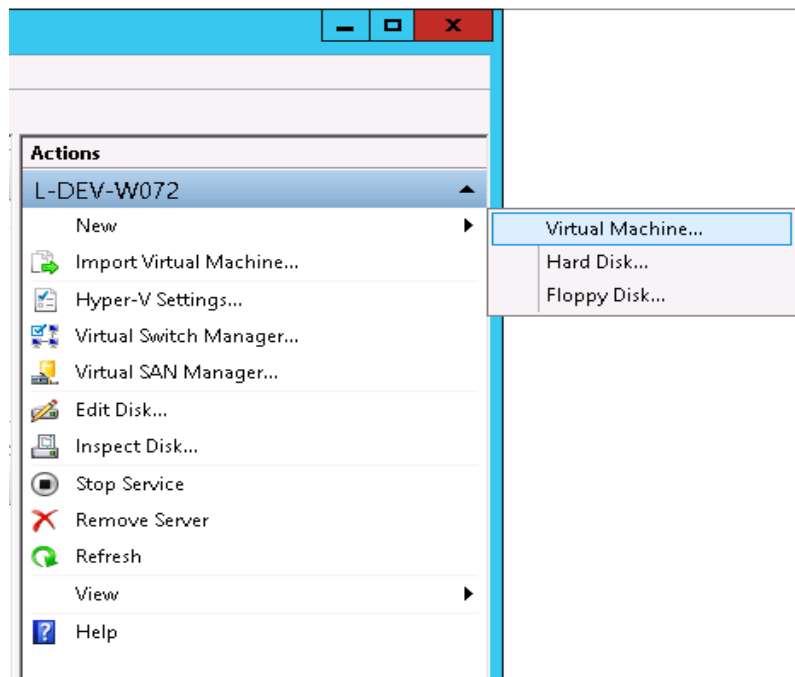 Actions
L-DEV-W072
New
Virtual Machine...
Import Virtual Machine...
Hard Disk...
Hyper-V Settings...
Floppy Disk...
Virtual Switch Manager...
Virtual SAN Manager...
Edit Disk...
Inspect Disk...
Stop Service
Remove Server
Refresh
View
Help